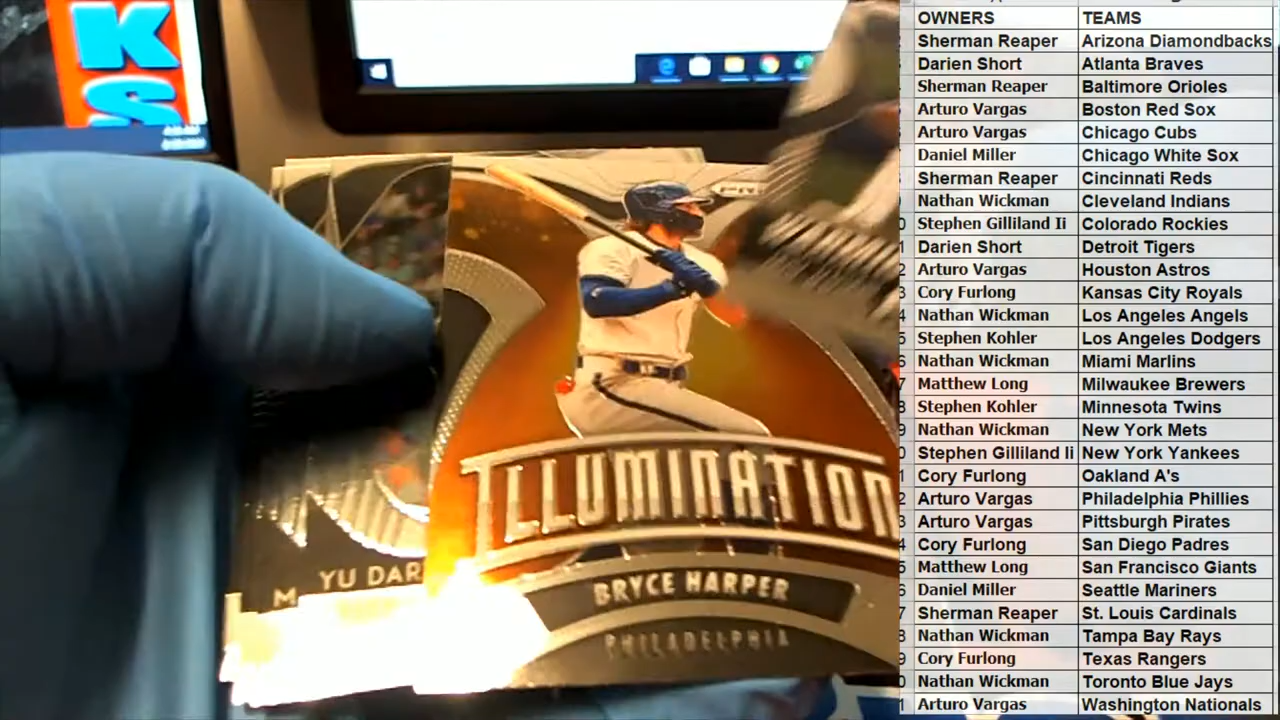 KS
ILLUMINATION
BRYCE HARPER
PHILADELPHIA
YU DAR
M
OWNERS TEAMS
Sherman Reaper Arizona Diamondbacks
Darien Short Atlanta Braves
Sherman Reaper Baltimore Orioles
Arturo Vargas Boston Red Sox
Arturo Vargas Chicago Cubs
Daniel Miller Chicago White Sox
Sherman Reaper Cincinnati Reds
Nathan Wickman Cleveland Indians
Stephen Gilliland Ii Colorado Rockies
Darien Short Detroit Tigers
Arturo Vargas Houston Astros
Cory Furlong Kansas City Royals
Nathan Wickman Los Angeles Angels
Stephen Kohler Los Angeles Dodgers
Nathan Wickman Miami Marlins
Matthew Long Milwaukee Brewers
Stephen Kohler Minnesota Twins
Nathan Wickman New York Mets
Stephen Gilliland Ii New York Yankees
Cory Furlong Oakland A's
Arturo Vargas Philadelphia Phillies
Arturo Vargas Pittsburgh Pirates
Cory Furlong San Diego Padres
Matthew Long San Francisco Giants
Daniel Miller Seattle Mariners
Sherman Reaper St. Louis Cardinals
Nathan Wickman Tampa Bay Rays
Cory Furlong Texas Rangers
Nathan Wickman Toronto Blue Jays
Arturo Vargas Washington Nationals